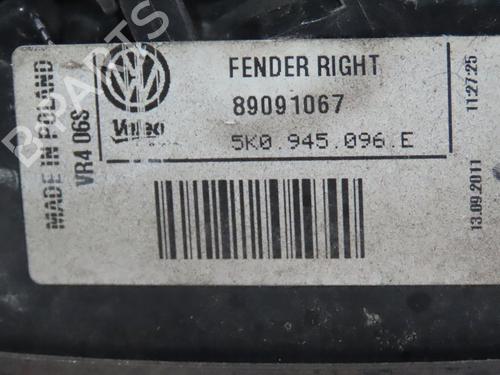 MADE IN POLAND
VR4 06S
Valeo
FENDER RIGHT
89091067
5K0.945.096.E
11:27:25
13.09.2011
B-PARTS